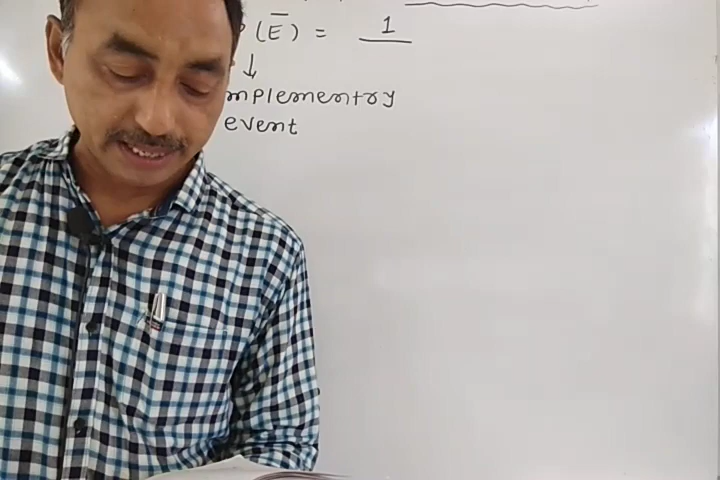 P(E̅) = 1
↓
mplementry
event